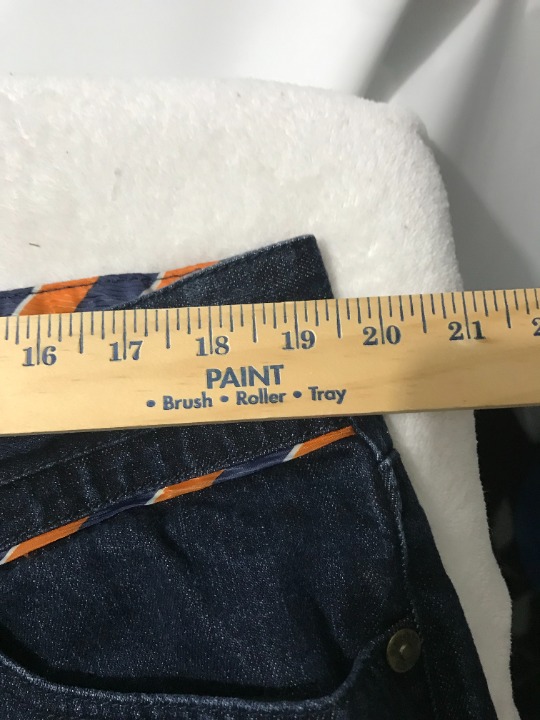 16 17 18 19 20 21
PAINT
• Brush • Roller • Tray